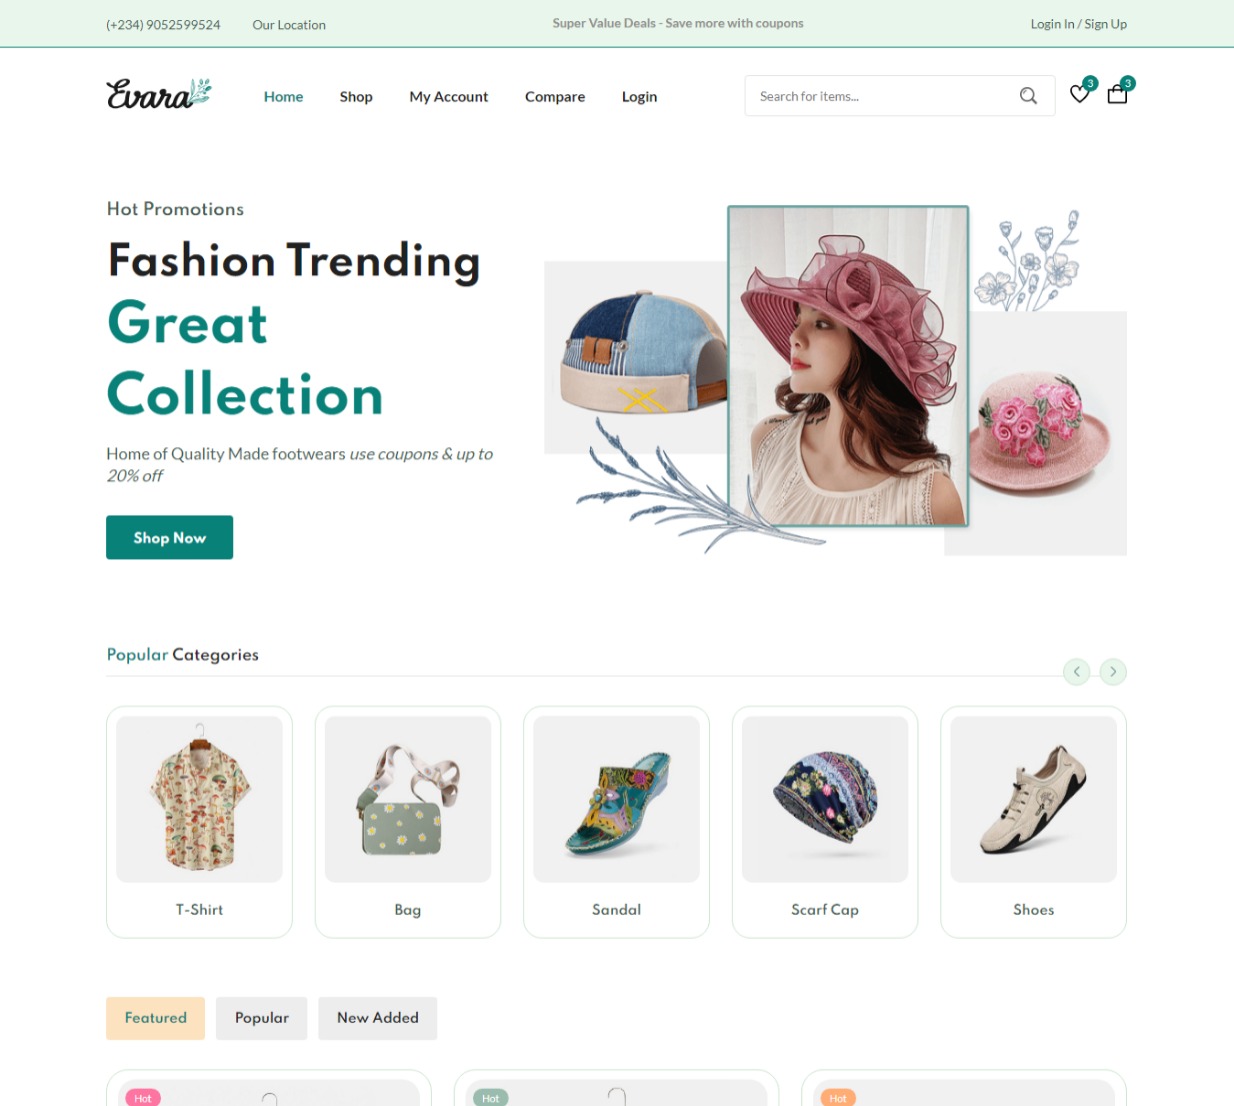 (+234) 9052599524
Our Location
Super Value Deals - Save more with coupons
Login In / Sign Up
Evara
Home
Shop
My Account
Compare
Login
Search for items...
3
3
Hot Promotions
Fashion Trending
Great
Collection
Home of Quality Made footwears use coupons & up to
20% off
Shop Now
Popular Categories
T-Shirt
Bag
Sandal
Scarf Cap
Shoes
Featured
Popular
New Added
Hot
Hot
Hot